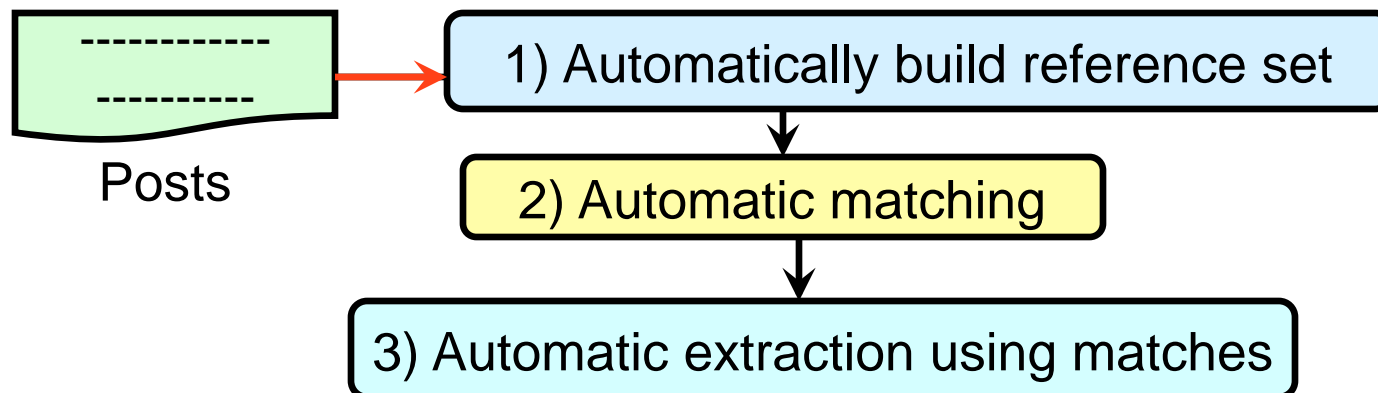 ------------
----------
Posts
1) Automatically build reference set
2) Automatic matching
3) Automatic extraction using matches